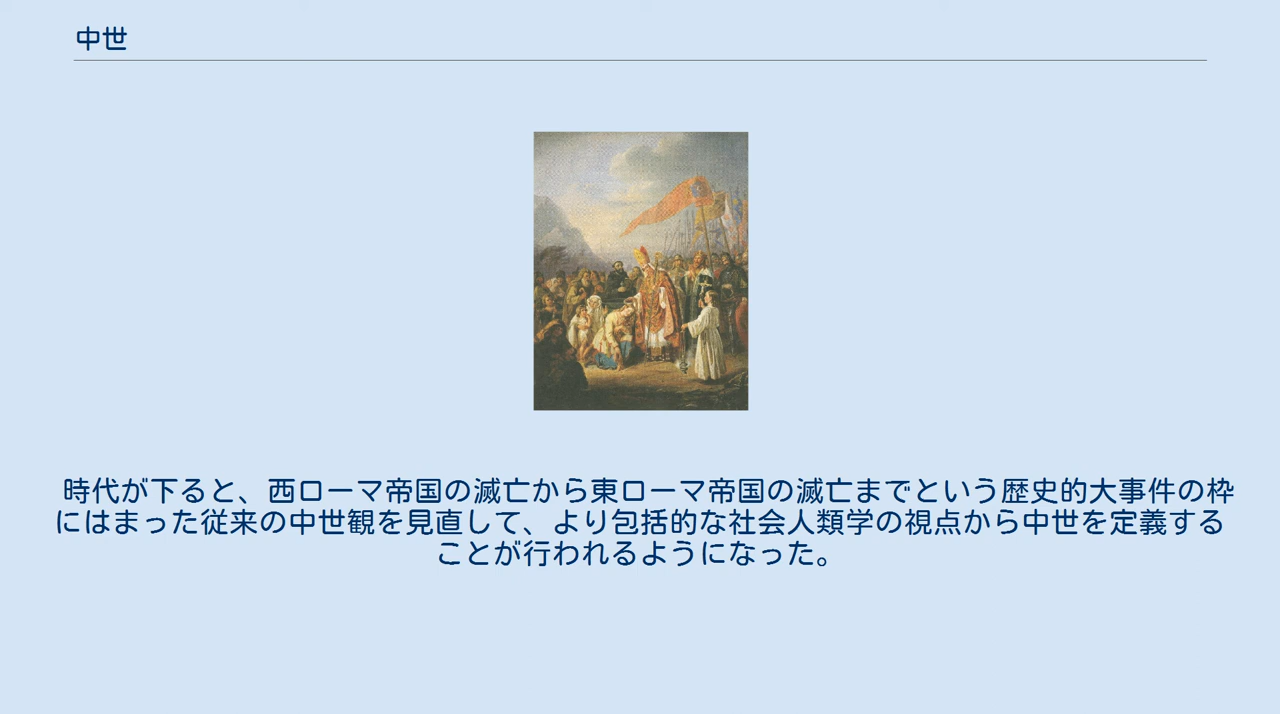 中世
時代が下ると、西ローマ帝国の滅亡から東ローマ帝国の滅亡までという歴史的大事件の枠
にはまった従来の中世観を見直して、より包括的な社会人類学の視点から中世を定義する
ことが行われるようになった。